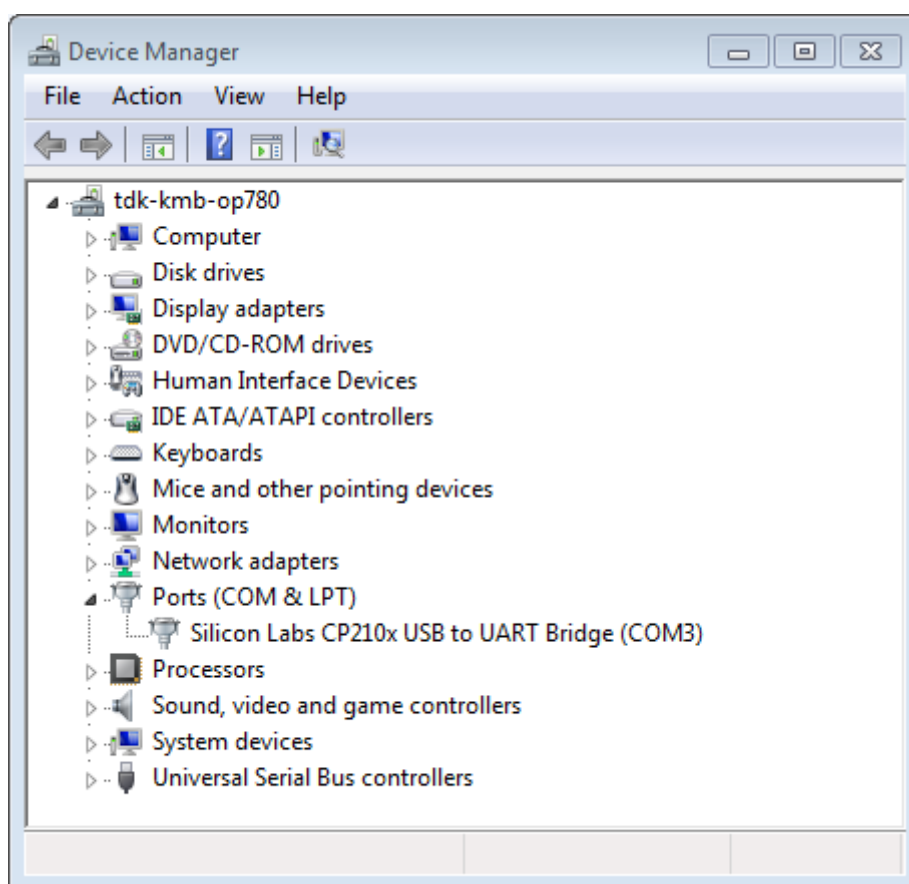 Device Manager
File Action View Help
?
tdk-kmb-op780
Computer
Disk drives
Display adapters
DVD/CD-ROM drives
Human Interface Devices
IDE ATA/ATAPI controllers
Keyboards
Mice and other pointing devices
Monitors
Network adapters
Ports (COM & LPT)
Silicon Labs CP210x USB to UART Bridge (COM3)
Processors
Sound, video and game controllers
System devices
Universal Serial Bus controllers